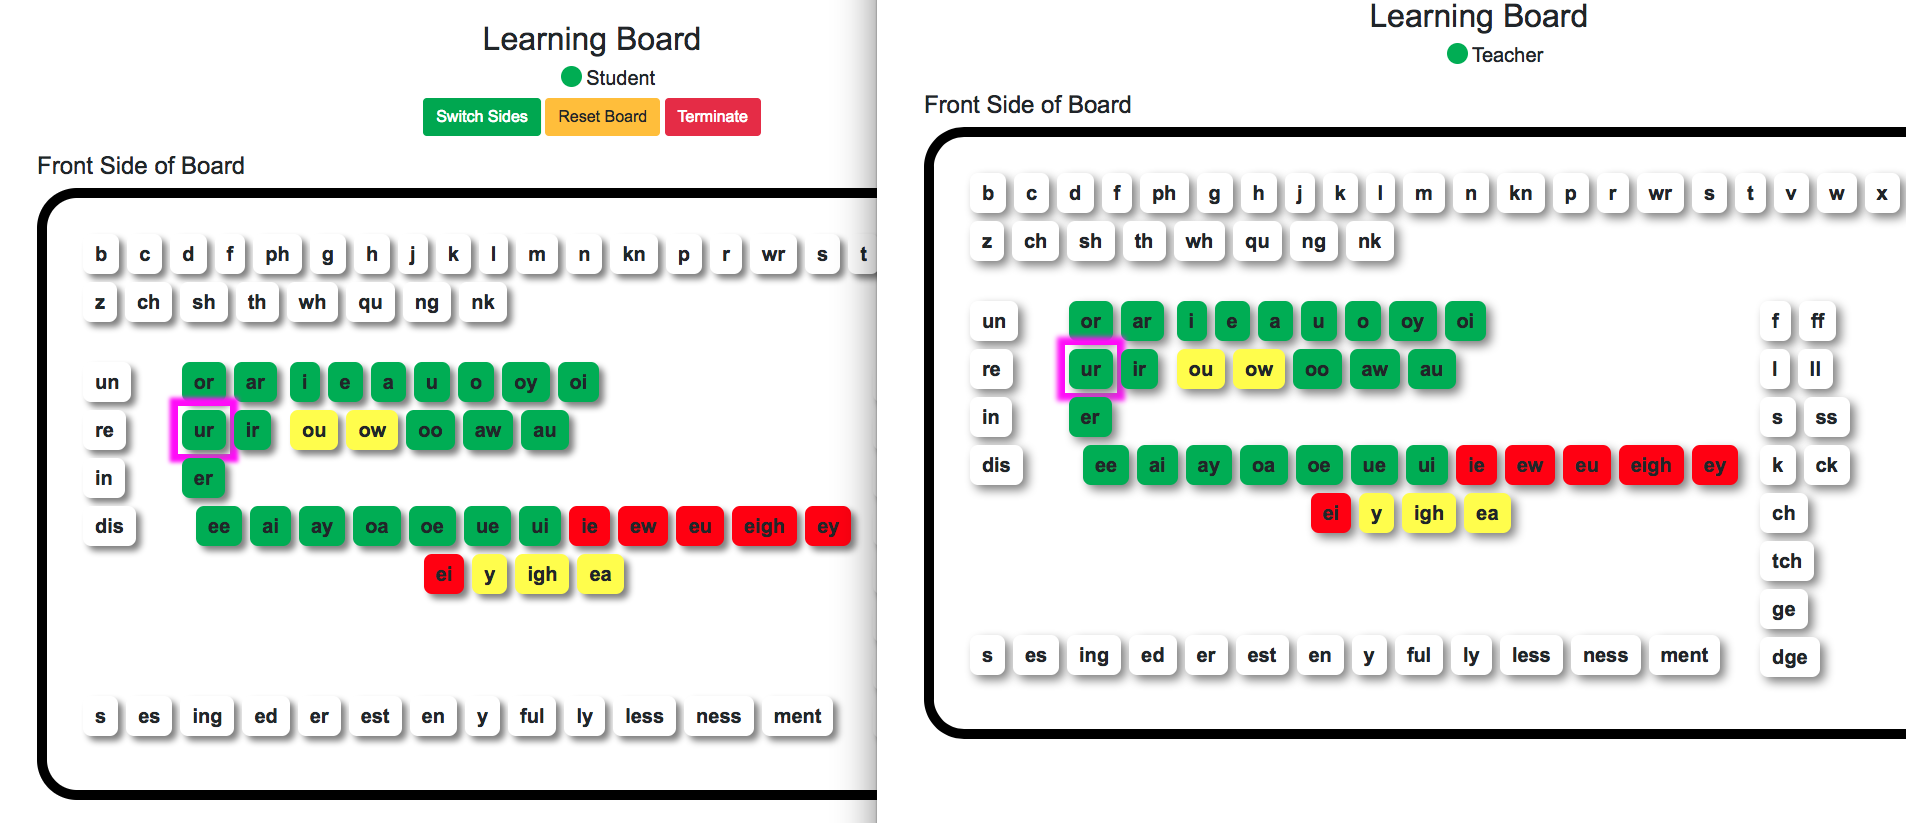 Learning Board
Student
Switch Sides Reset Board Terminate
Front Side of Board
b c d f ph g h j k l m n kn p r wr s t
z ch sh th wh qu ng nk
un or ar i e a u o oy oi
re ur ir ou ow oo aw au
in er
dis ee ai ay oa oe ue ui ie ew eu eigh ey
ei y igh ea
s es ing ed er est en y ful ly less ness ment
Learning Board
Teacher
Front Side of Board
b c d f ph g h j k l m n kn p r wr s t v w x
z ch sh th wh qu ng nk
un or ar i e a u o oy oi f ff
re ur ir ou ow oo aw au l ll
in er s ss
dis ee ai ay oa oe ue ui ie ew eu eigh ey k ck
ei y igh ea ch
tch
ge
s es ing ed er est en y ful ly less ness ment dge